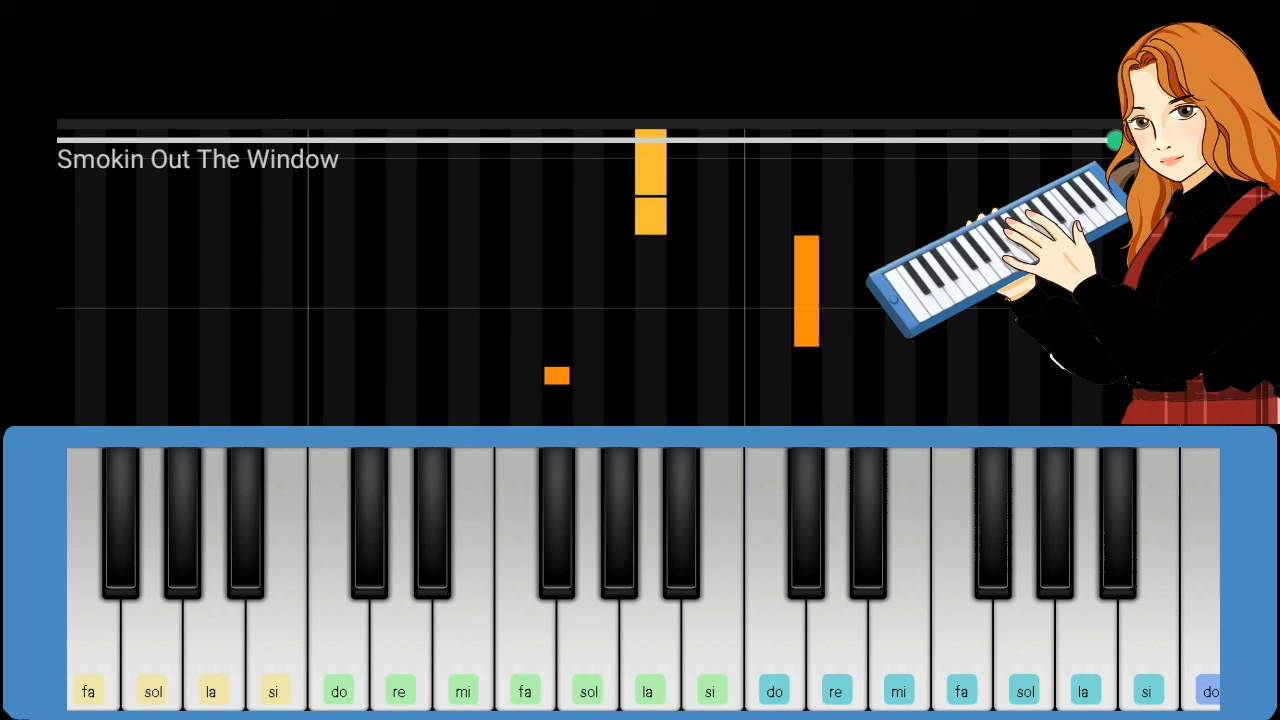 Smokin Out The Window
fa sol la si do re mi fa sol la si do re mi fa sol la si do